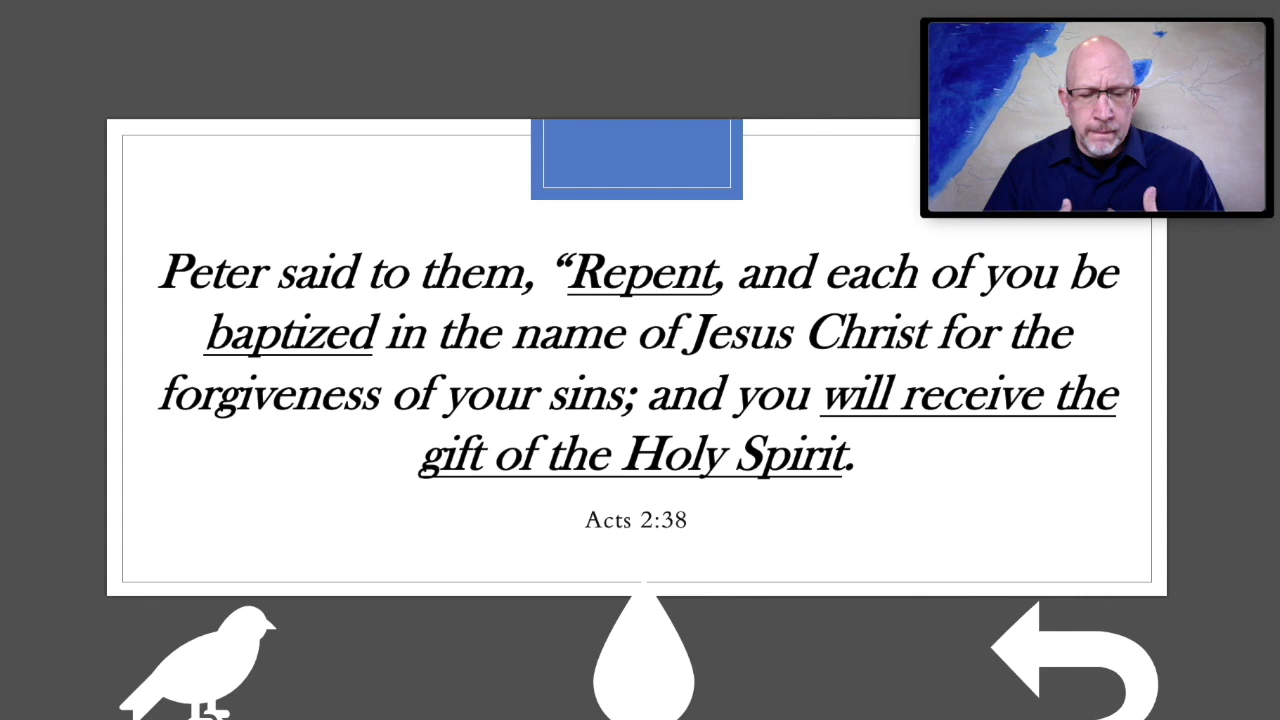 Peter said to them, “Repent, and each of you be
baptized in the name of Jesus Christ for the
forgiveness of your sins; and you will receive the
gift of the Holy Spirit.
Acts 2:38